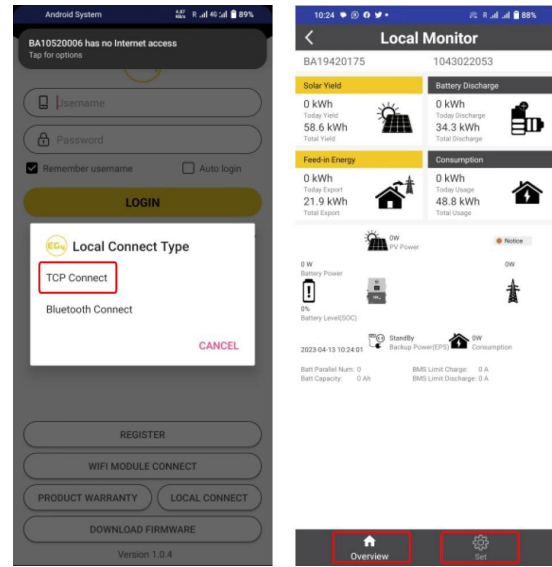 Android System
4G 89%
BA10520006 has no Internet access
Tap for options
Username
Password
Remember username
Auto login
LOGIN
EG4 Local Connect Type
TCP Connect
Bluetooth Connect
CANCEL
REGISTER
WIFI MODULE CONNECT
PRODUCT WARRANTY
LOCAL CONNECT
DOWNLOAD FIRMWARE
Version 1.0.4
10:24
88%
Local Monitor
BA19420175
1043022053
Solar Yield
0 kWh
Today Yield
58.6 kWh
Total Yield
Battery Discharge
0 kWh
Today Discharge
34.3 kWh
Total Discharge
Feed-in Energy
0 kWh
Today Export
21.9 kWh
Total Export
Consumption
0 kWh
Today Usage
48.8 kWh
Total Usage
0W
PV Power
Notice
0 W
Battery Power
0W
0%
Battery Level(SOC)
2023-04-13 10:24:01
StandBy
Backup Power(EPS)
0W
Consumption
Batt Parallel Num: 0
BMS Limit Charge: 0 A
Batt Capacity: 0 Ah
BMS Limit Discharge: 0 A
Overview
Set